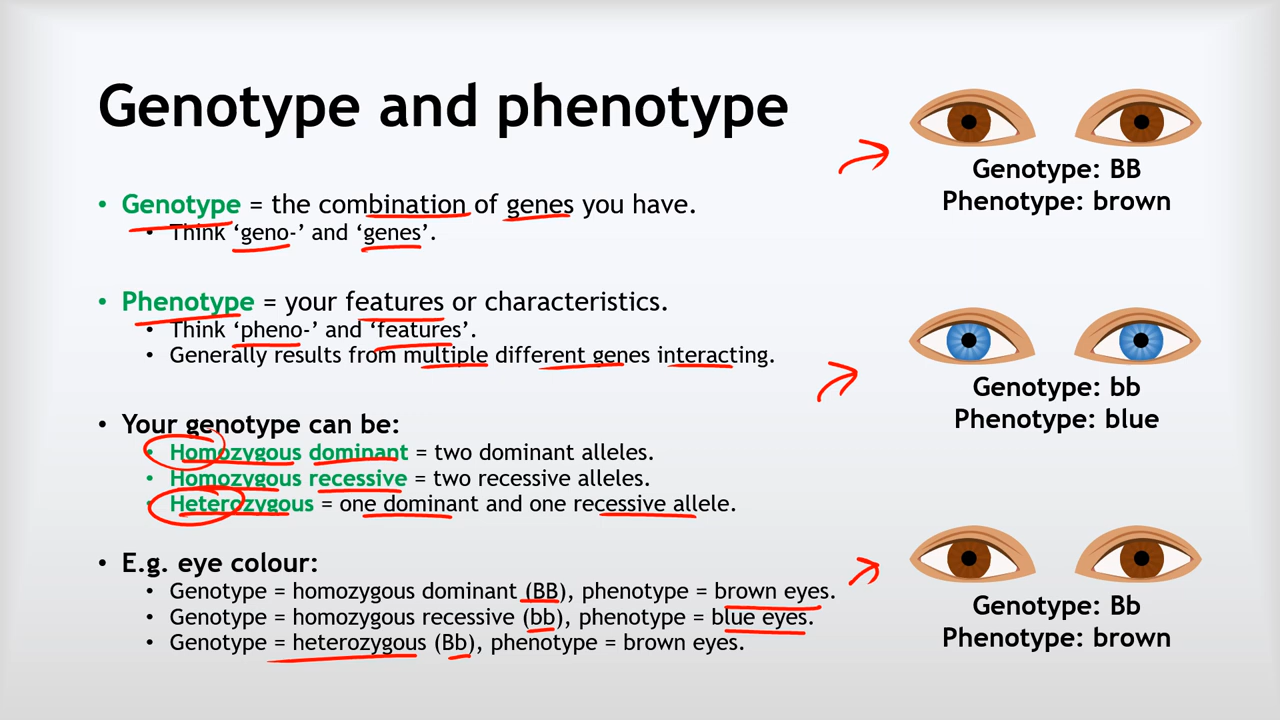 Genotype and phenotype
• Genotype = the combination of genes you have.
• Think ‘geno-’ and ‘genes’.
• Phenotype = your features or characteristics.
• Think ‘pheno-’ and ‘features’.
• Generally results from multiple different genes interacting.
• Your genotype can be:
• Homozygous dominant = two dominant alleles.
• Homozygous recessive = two recessive alleles.
• Heterozygous = one dominant and one recessive allele.
• E.g. eye colour:
• Genotype = homozygous dominant (BB), phenotype = brown eyes.
• Genotype = homozygous recessive (bb), phenotype = blue eyes.
• Genotype = heterozygous (Bb), phenotype = brown eyes.
Genotype: BB
Phenotype: brown
Genotype: bb
Phenotype: blue
Genotype: Bb
Phenotype: brown